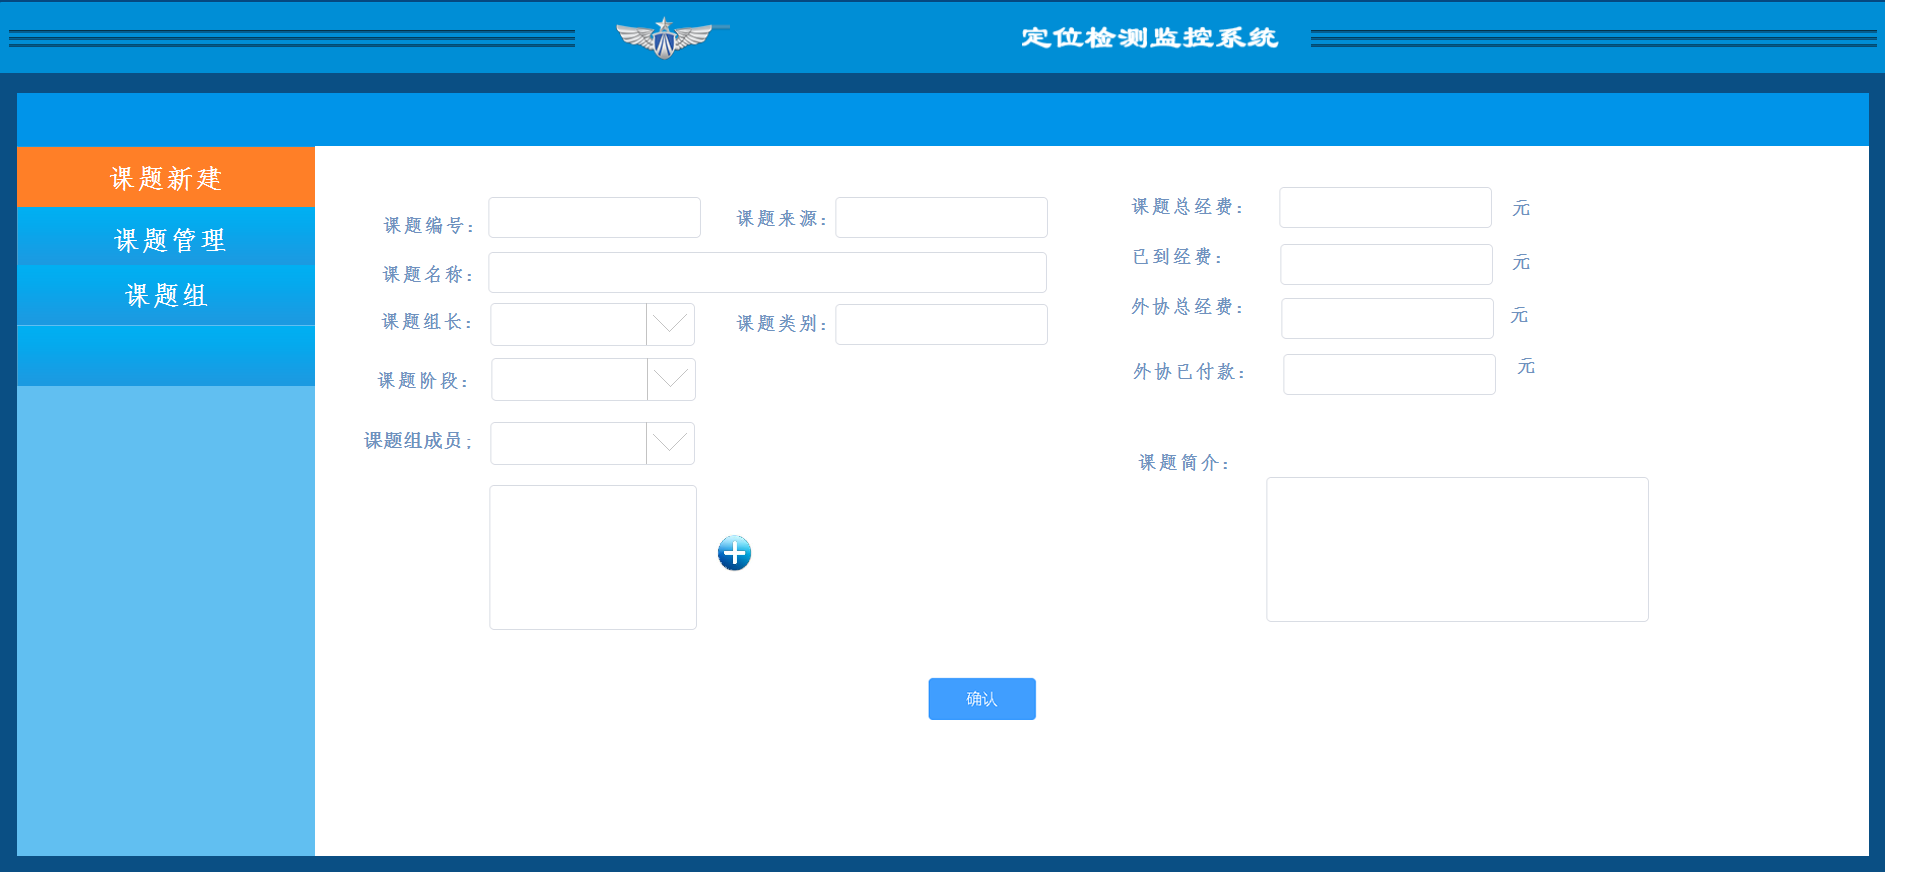 定位检测监控系统
课题新建
课题管理
课题组
课题编号：
课题来源：
课题名称：
课题组长：
课题类别：
课题阶段：
课题组成员；
课题总经费： 元
已到经费： 元
外协总经费： 元
外协已付款： 元
课题简介：
确认